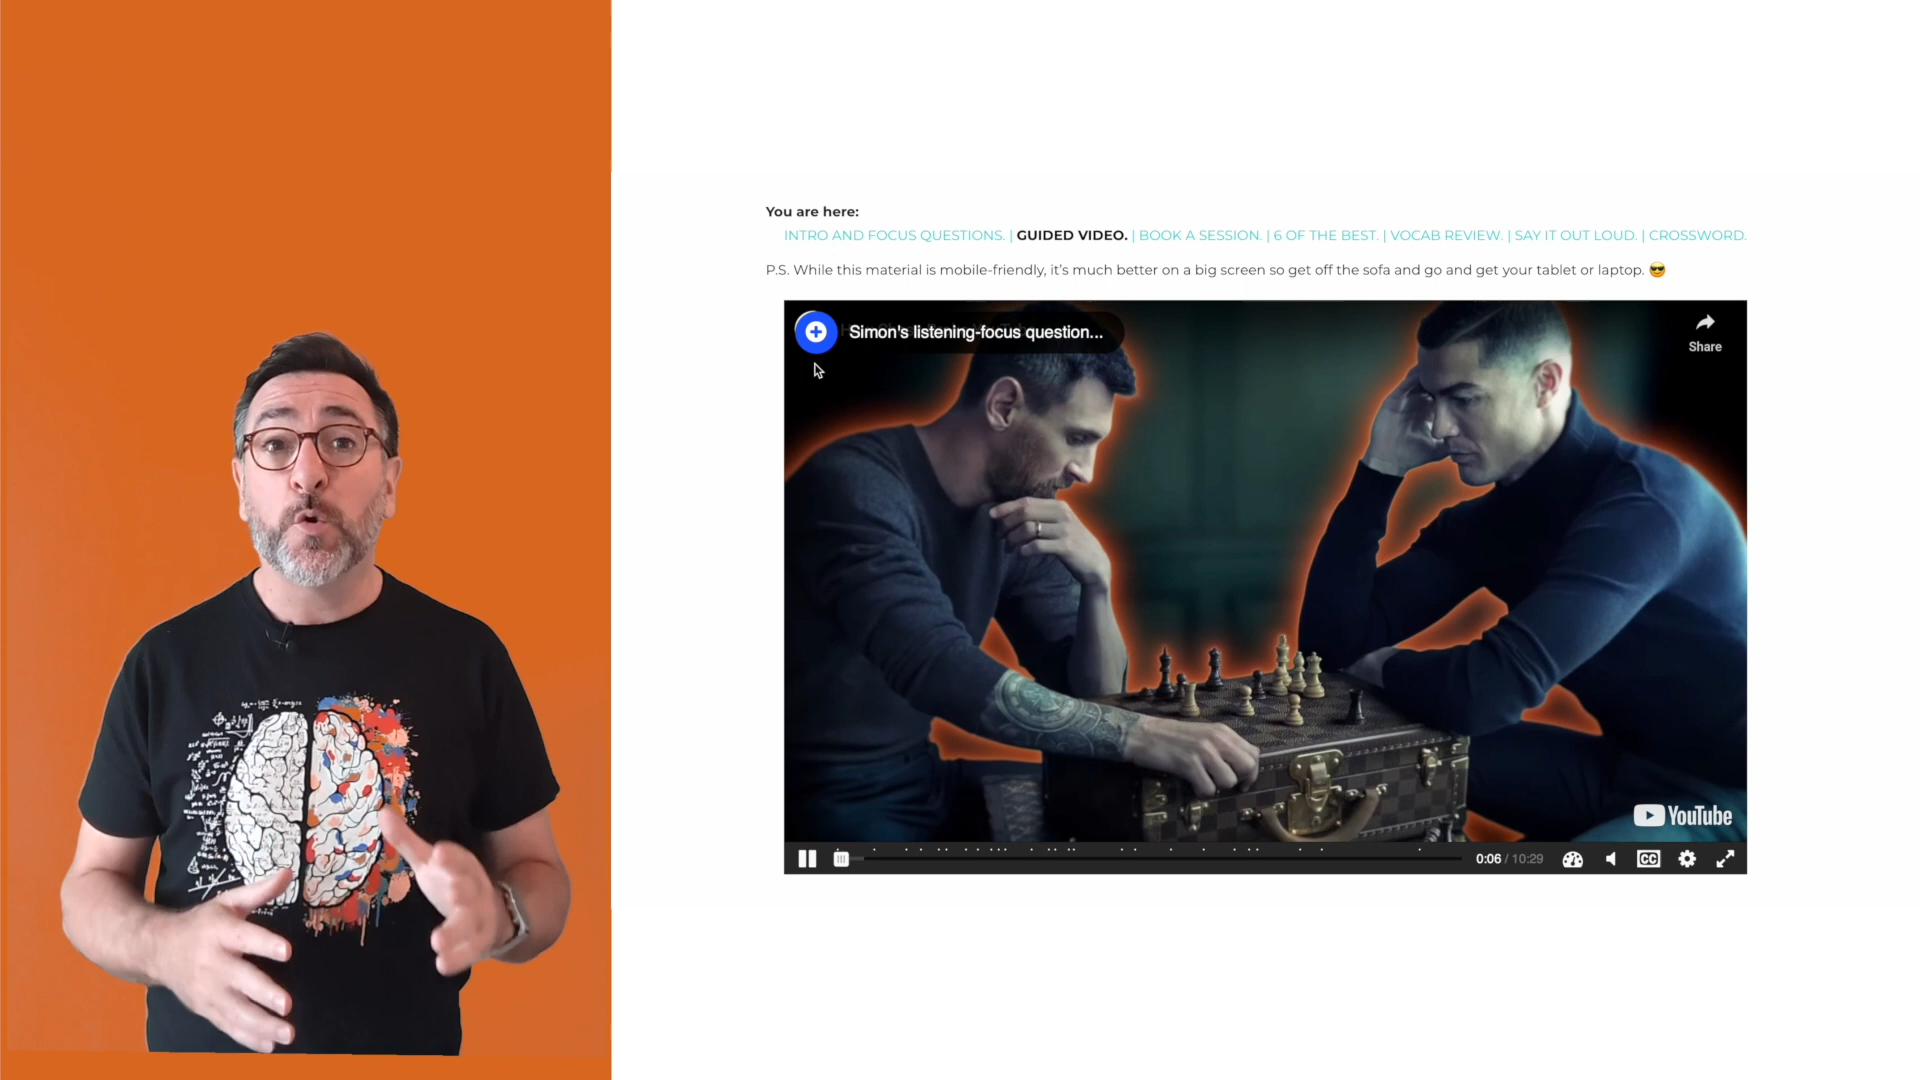 You are here:
INTRO AND FOCUS QUESTIONS. | GUIDED VIDEO. | BOOK A SESSION. | 6 OF THE BEST. | VOCAB REVIEW. | SAY IT OUT LOUD. | CROSSWORD.
P.S. While this material is mobile-friendly, it’s much better on a big screen so get off the sofa and go and get your tablet or laptop. 😎
Simon's listening-focus question...
Share
YouTube
0:06 / 10:29
CC